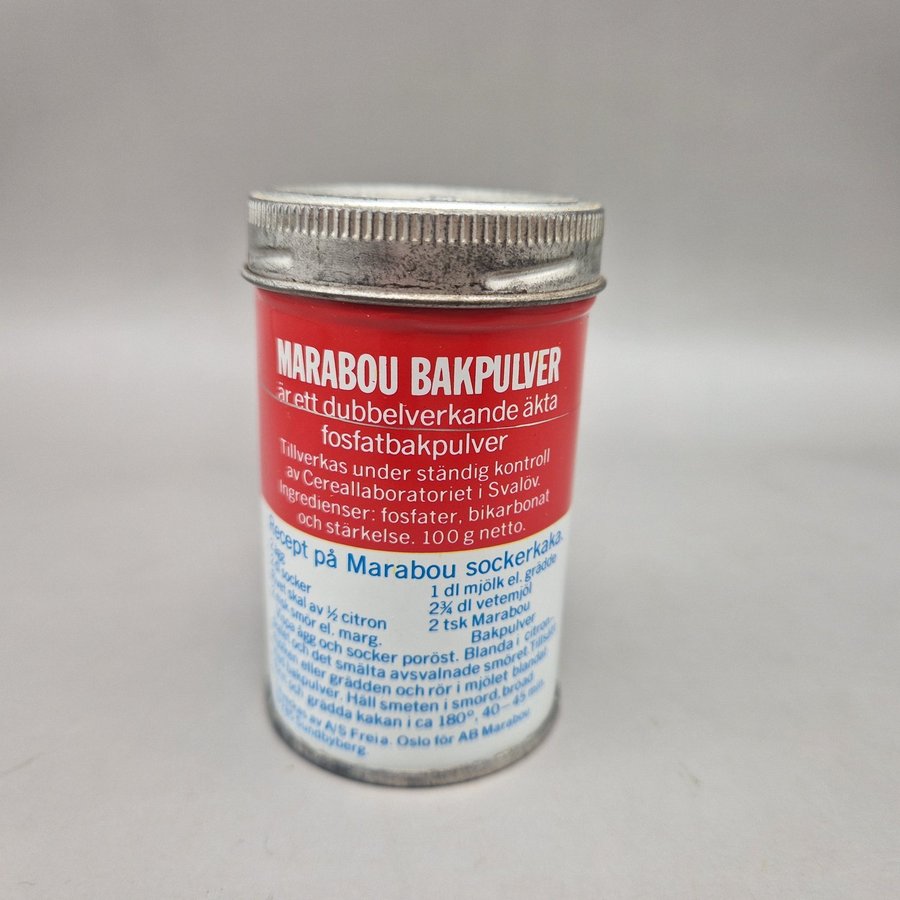 MARABOU BAKPULVER
är ett dubbelverkande äkta
fosfatbakpulver
Tillverkas under ständig kontroll
av Cereallaboratoriet i Svalöv.
Ingredienser: fosfater, bikarbonat
och stärkelse. 100 g netto.
Recept på Marabou sockerkaka.
ägg
socker
skal av ½ citron
smör el. marg.
1 dl mjölk el. grädde
2¾ dl vetemjöl
2 tsk Marabou
Bakpulver
ägg och socker poröst. Blanda i citron-
och det smälta avsvalnade smöret. Tillsätt
eller grädden och rör i mjölet blandat
bakpulver. Häll smeten i smord, bröad
och grädda kakan i ca 180°, 40–45 min.
av A/S Freia. Oslo för AB Marabou
Sundbyberg.